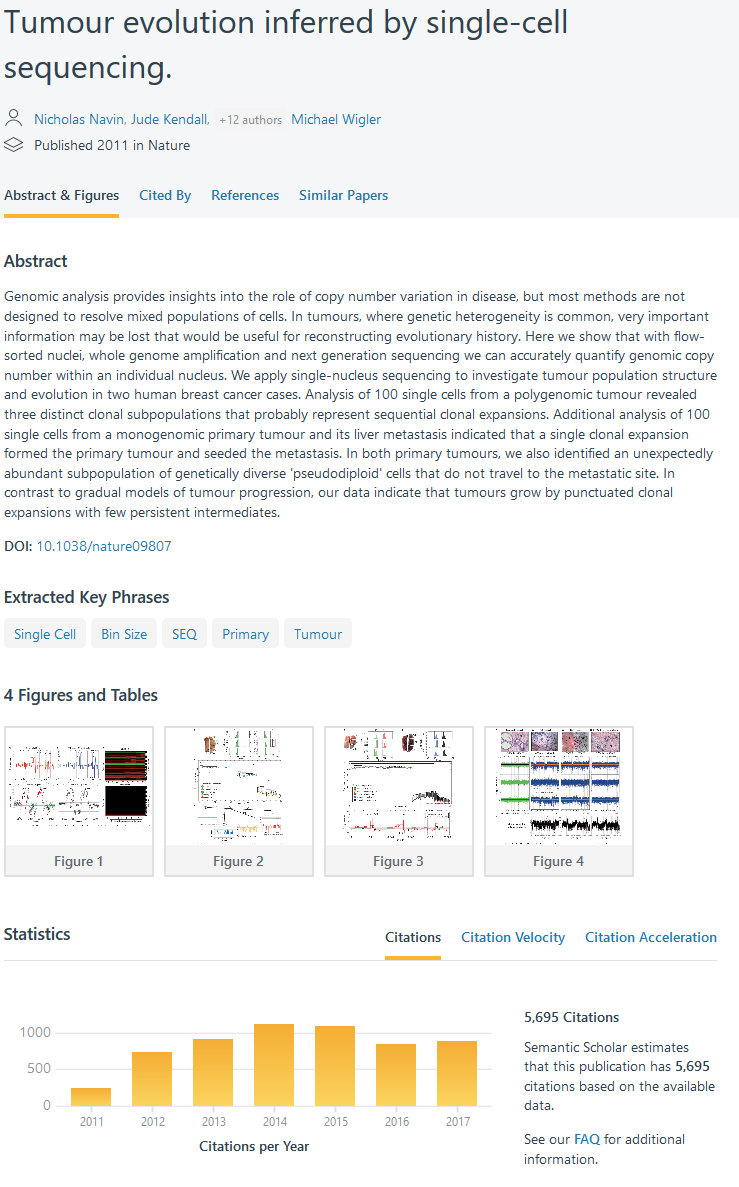 Tumour evolution inferred by single-cell
sequencing.
Nicholas Navin, Jude Kendall, +12 authors Michael Wigler
Published 2011 in Nature
Abstract & Figures Cited By References Similar Papers
Abstract
Genomic analysis provides insights into the role of copy number variation in disease, but most methods are not
designed to resolve mixed populations of cells. In tumours, where genetic heterogeneity is common, very important
information may be lost that would be useful for reconstructing evolutionary history. Here we show that with flow-
sorted nuclei, whole genome amplification and next generation sequencing we can accurately quantify genomic copy
number within an individual nucleus. We apply single-nucleus sequencing to investigate tumour population structure
and evolution in two human breast cancer cases. Analysis of 100 single cells from a polygenomic tumour revealed
three distinct clonal subpopulations that probably represent sequential clonal expansions. Additional analysis of 100
single cells from a monogenomic primary tumour and its liver metastasis indicated that a single clonal expansion
formed the primary tumour and seeded the metastasis. In both primary tumours, we also identified an unexpectedly
abundant subpopulation of genetically diverse 'pseudodiploid' cells that do not travel to the metastatic site. In
contrast to gradual models of tumour progression, our data indicate that tumours grow by punctuated clonal
expansions with few persistent intermediates.
DOI: 10.1038/nature09807
Extracted Key Phrases
Single Cell Bin Size SEQ Primary Tumour
4 Figures and Tables
Figure 1 Figure 2 Figure 3 Figure 4
Statistics Citations Citation Velocity Citation Acceleration
1000
500
0
2011 2012 2013 2014 2015 2016 2017
Citations per Year
5,695 Citations
Semantic Scholar estimates
that this publication has 5,695
citations based on the available
data.
See our FAQ for additional
information.